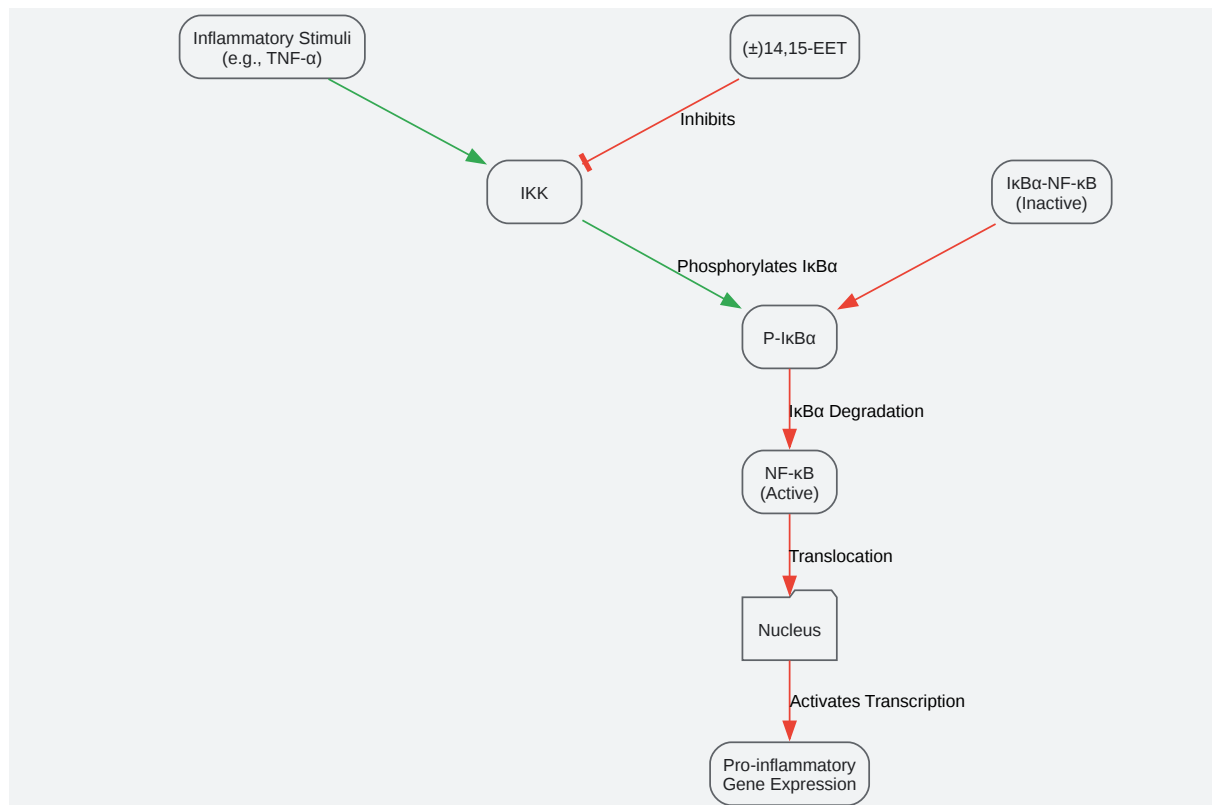 Inflammatory Stimuli
(e.g., TNF-α)
(±)14,15-EET
Inhibits
IKK
IκBα-NF-κB
(Inactive)
Phosphorylates IκBα
P-IκBα
IκBα Degradation
NF-κB
(Active)
Translocation
Nucleus
Activates Transcription
Pro-inflammatory
Gene Expression